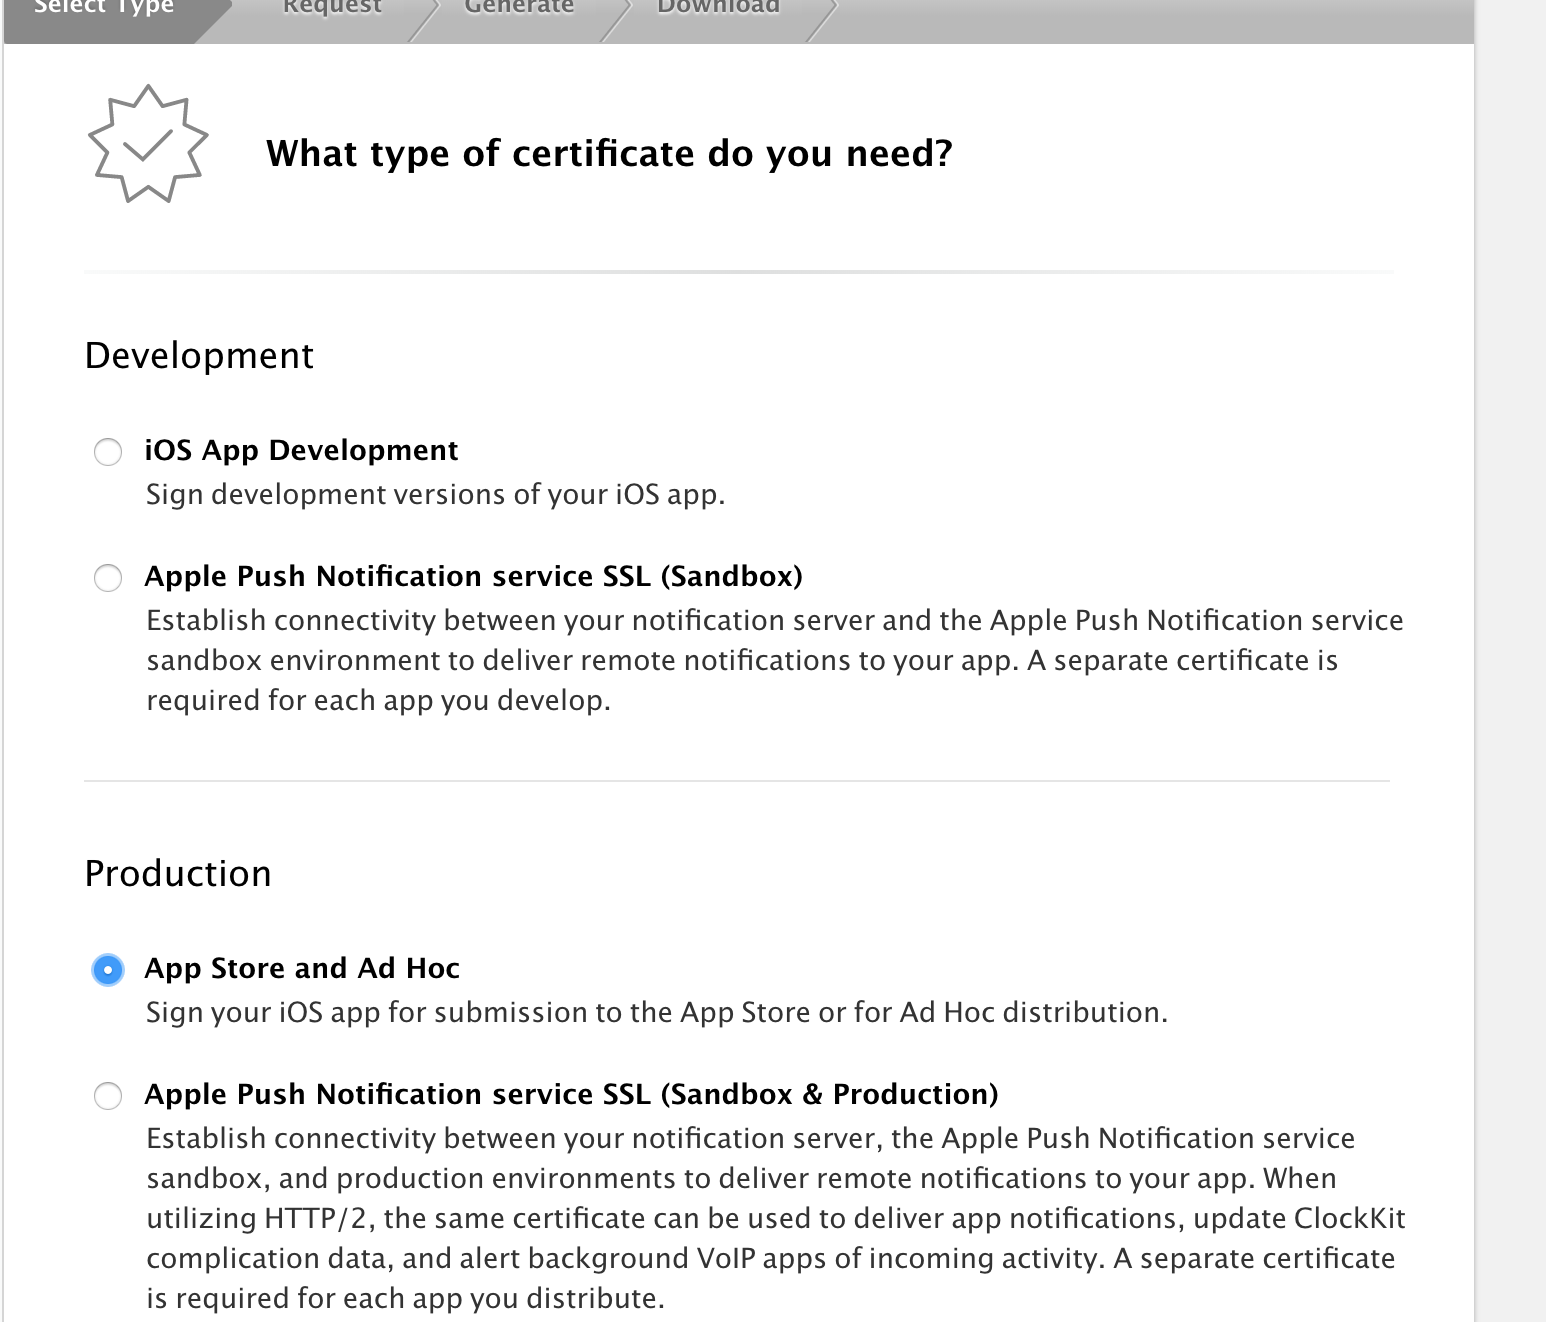 Select Type Request Generate Download
What type of certificate do you need?
Development
iOS App Development
Sign development versions of your iOS app.
Apple Push Notification service SSL (Sandbox)
Establish connectivity between your notification server and the Apple Push Notification service
sandbox environment to deliver remote notifications to your app. A separate certificate is
required for each app you develop.
Production
App Store and Ad Hoc
Sign your iOS app for submission to the App Store or for Ad Hoc distribution.
Apple Push Notification service SSL (Sandbox & Production)
Establish connectivity between your notification server, the Apple Push Notification service
sandbox, and production environments to deliver remote notifications to your app. When
utilizing HTTP/2, the same certificate can be used to deliver app notifications, update ClockKit
complication data, and alert background VoIP apps of incoming activity. A separate certificate
is required for each app you distribute.